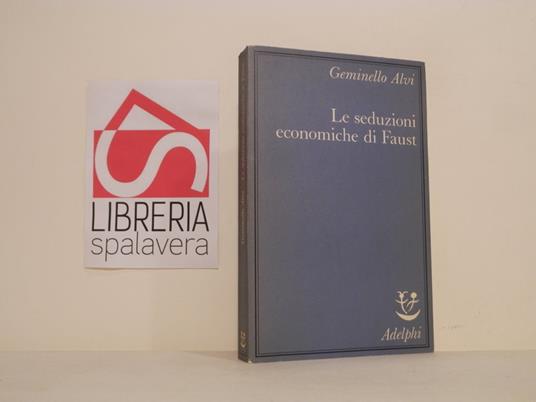 LIBRERIA
spalavera
Geminello Alvi
Le seduzioni
economiche di Faust
Adelphi